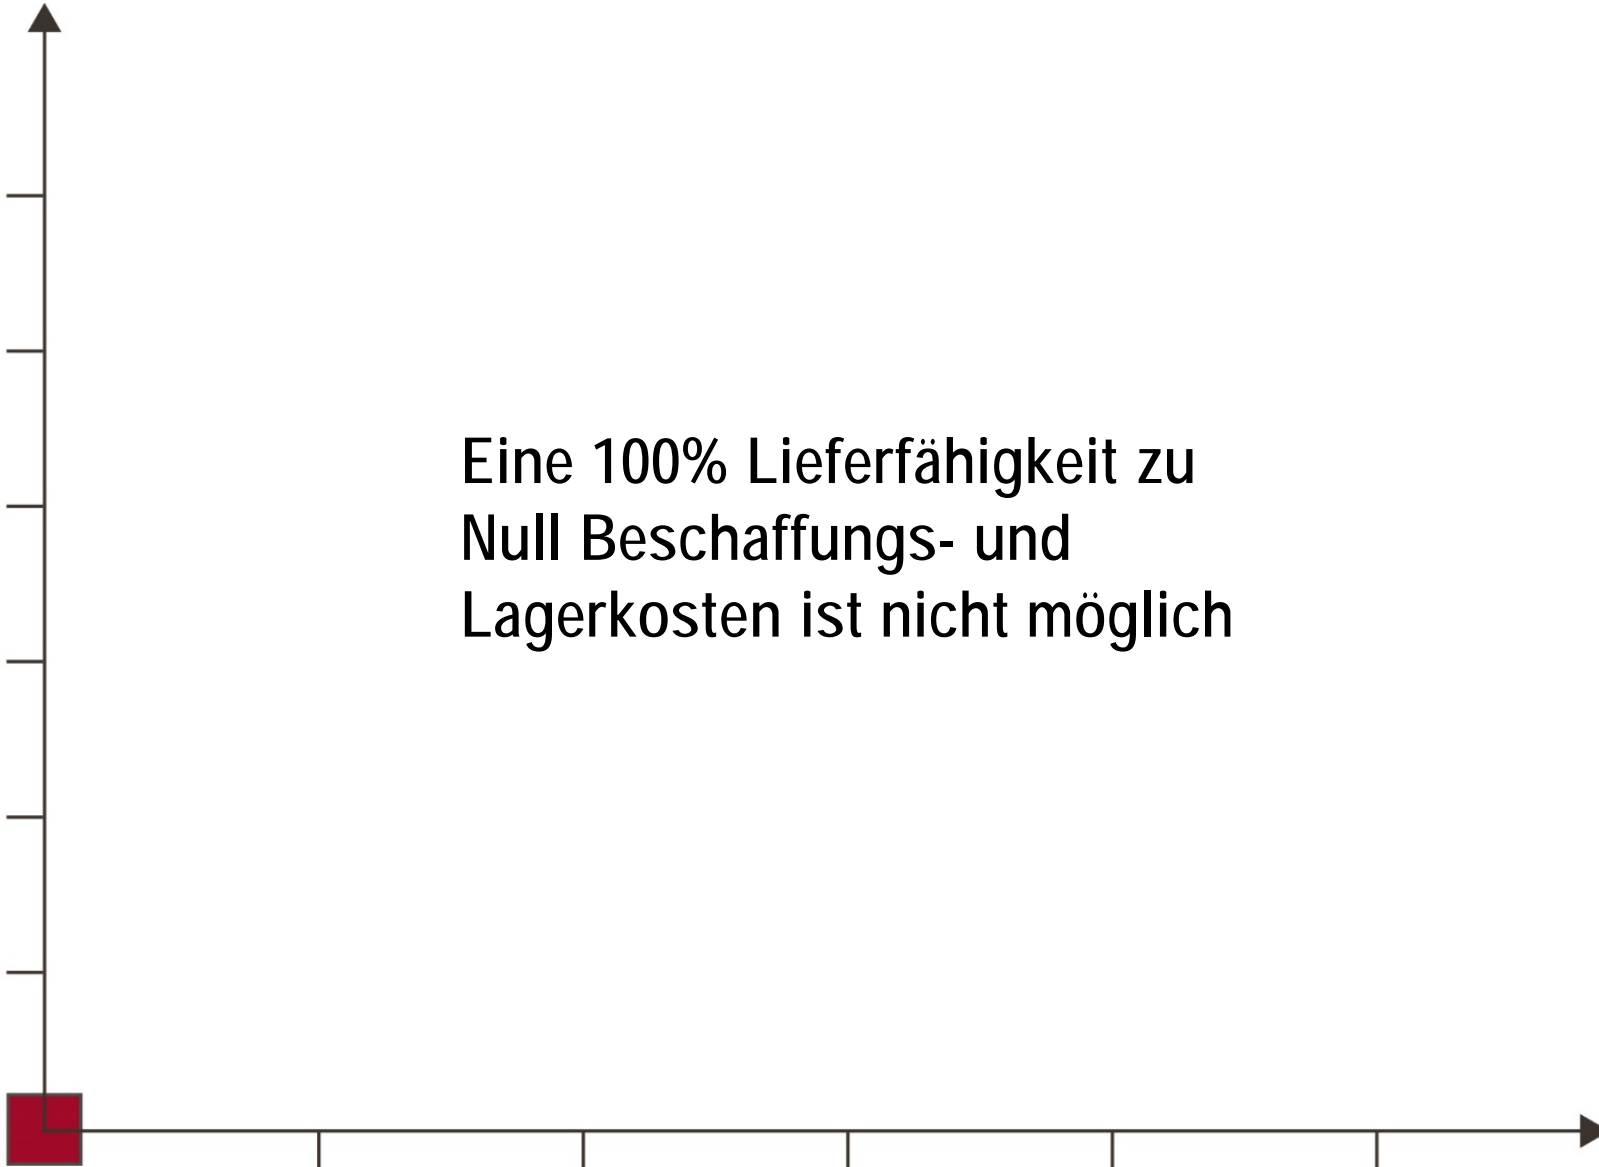 Eine 100% Lieferfähigkeit zu
Null Beschaffungs- und
Lagerkosten ist nicht möglich